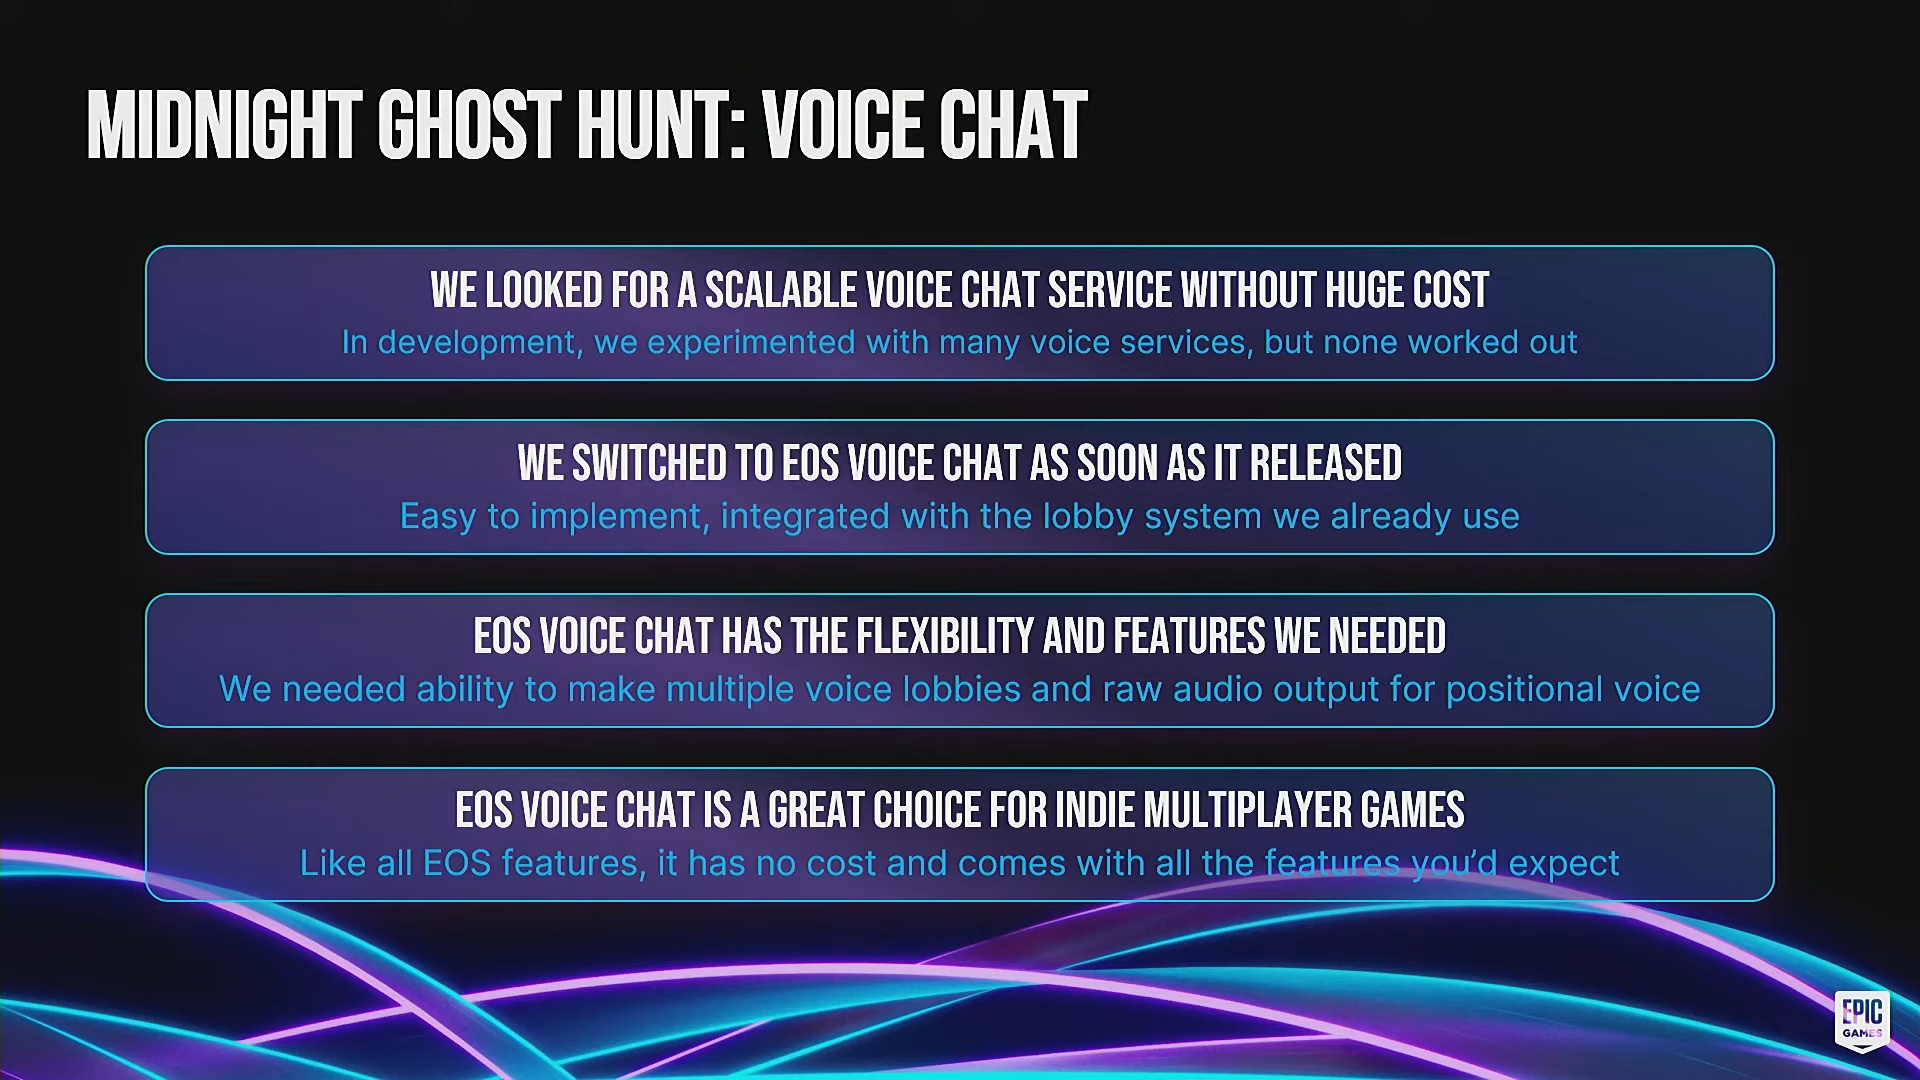 MIDNIGHT GHOST HUNT: VOICE CHAT
WE LOOKED FOR A SCALABLE VOICE CHAT SERVICE WITHOUT HUGE COST
In development, we experimented with many voice services, but none worked out
WE SWITCHED TO EOS VOICE CHAT AS SOON AS IT RELEASED
Easy to implement, integrated with the lobby system we already use
EOS VOICE CHAT HAS THE FLEXIBILITY AND FEATURES WE NEEDED
We needed ability to make multiple voice lobbies and raw audio output for positional voice
EOS VOICE CHAT IS A GREAT CHOICE FOR INDIE MULTIPLAYER GAMES
Like all EOS features, it has no cost and comes with all the features you’d expect
EPIC
GAMES